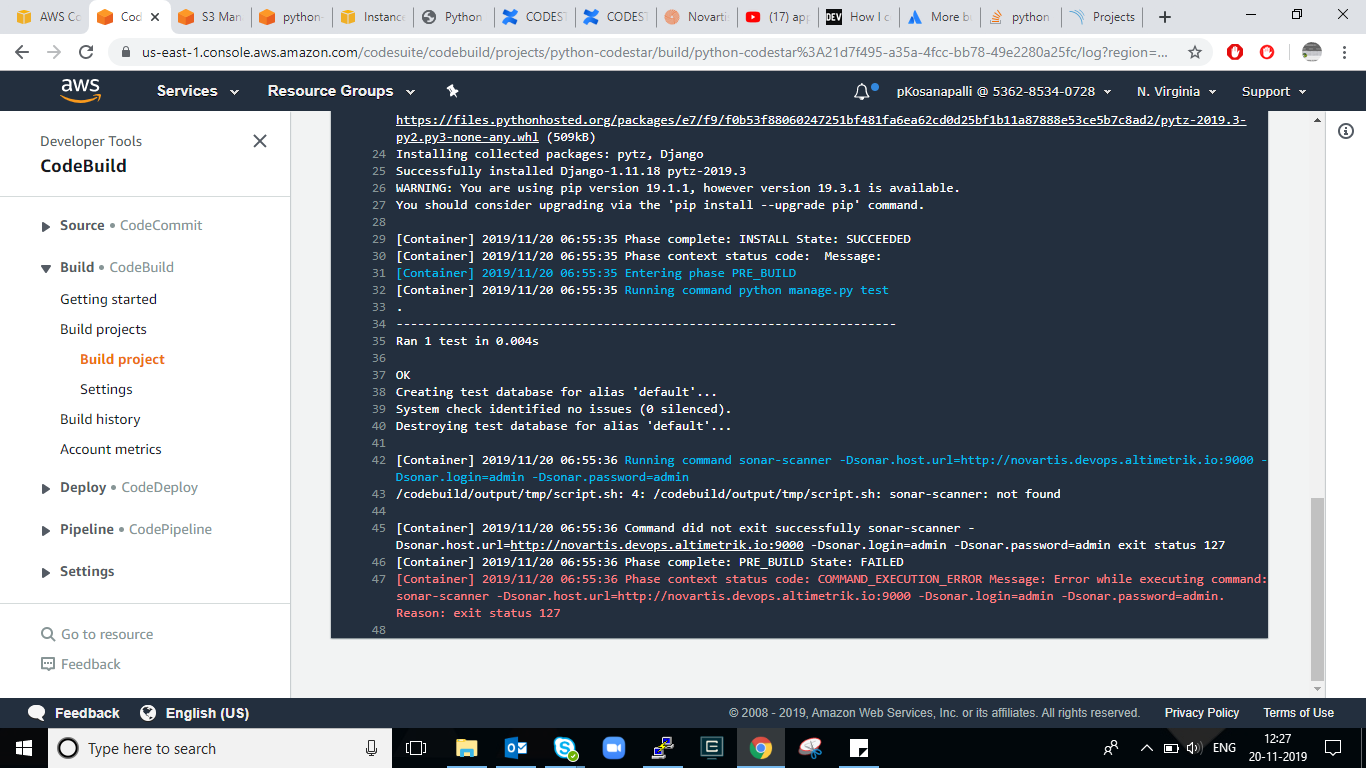 AWS Co
Cod
S3 Man
python-
Instance
Python
CODEST
CODEST
Novarti
(17) app
DEV How I c
More b
python
Projects
us-east-1.console.aws.amazon.com/codesuite/codebuild/projects/python-codestar/build/python-codestar%3A21d7f495-a35a-4fcc-bb78-49e2280a25fc/log?region=...
aws
Services
Resource Groups
pKosanapalli @ 5362-8534-0728
N. Virginia
Support
Developer Tools
CodeBuild
Source • CodeCommit
Build • CodeBuild
Getting started
Build projects
Build project
Settings
Build history
Account metrics
Deploy • CodeDeploy
Pipeline • CodePipeline
Settings
Go to resource
Feedback
https://files.pythonhosted.org/packages/e7/f9/f0b53f88060247251bf481fa6ea62cd0d25bf1b11a87888e53ce5b7c8ad2/pytz-2019.3-
py2.py3-none-any.whl (509kB)
24 Installing collected packages: pytz, Django
25 Successfully installed Django-1.11.18 pytz-2019.3
26 WARNING: You are using pip version 19.1.1, however version 19.3.1 is available.
27 You should consider upgrading via the 'pip install --upgrade pip' command.
28
29 [Container] 2019/11/20 06:55:35 Phase complete: INSTALL State: SUCCEEDED
30 [Container] 2019/11/20 06:55:35 Phase context status code:  Message:
31 [Container] 2019/11/20 06:55:35 Entering phase PRE_BUILD
32 [Container] 2019/11/20 06:55:35 Running command python manage.py test
33 .
34 ----------------------------------------------------------------------
35 Ran 1 test in 0.004s
36
37 OK
38 Creating test database for alias 'default'...
39 System check identified no issues (0 silenced).
40 Destroying test database for alias 'default'...
41
42 [Container] 2019/11/20 06:55:36 Running command sonar-scanner -Dsonar.host.url=http://novartis.devops.altimetrik.io:9000 -
Dsonar.login=admin -Dsonar.password=admin
43 /codebuild/output/tmp/script.sh: 4: /codebuild/output/tmp/script.sh: sonar-scanner: not found
44
45 [Container] 2019/11/20 06:55:36 Command did not exit successfully sonar-scanner -
Dsonar.host.url=http://novartis.devops.altimetrik.io:9000 -Dsonar.login=admin -Dsonar.password=admin exit status 127
46 [Container] 2019/11/20 06:55:36 Phase complete: PRE_BUILD State: FAILED
47 [Container] 2019/11/20 06:55:36 Phase context status code: COMMAND_EXECUTION_ERROR Message: Error while executing command:
sonar-scanner -Dsonar.host.url=http://novartis.devops.altimetrik.io:9000 -Dsonar.login=admin -Dsonar.password=admin.
Reason: exit status 127
48
Feedback
English (US)
© 2008 - 2019, Amazon Web Services, Inc. or its affiliates. All rights reserved.
Privacy Policy
Terms of Use
Type here to search
ENG
12:27
20-11-2019